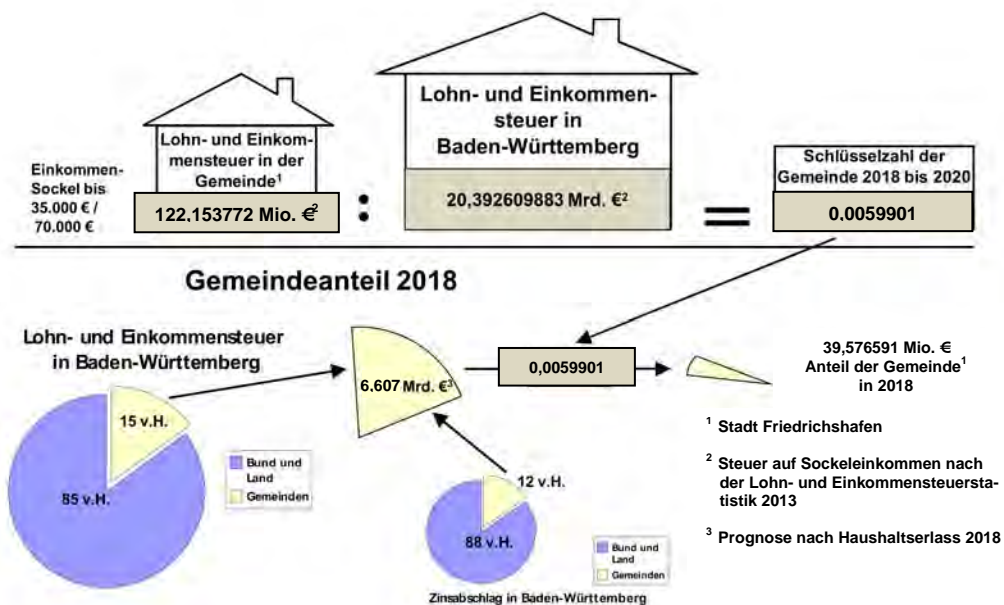 Lohn- und Einkom-
mensteuer in der
Gemeinde¹
Lohn- und Einkommen-
steuer in
Baden-Württemberg
Einkommen-
Sockel bis
35.000 € /
70.000 €
122.153772 Mio. €²
:
20,392609883 Mrd. €²
=
Schlüsselzahl der
Gemeinde 2018 bis 2020
0.0059901
Gemeindeanteil 2018
Lohn- und Einkommensteuer
in Baden-Württemberg
15 v.H.
85 v.H.
Bund und
Land
Gemeinden
6.607 Mrd. €³
0,0059901
39,576591 Mio. €
Anteil der Gemeinde¹
in 2018
12 v.H.
88 v.H.
Bund und
Land
Gemeinden
Zinsabschlag in Baden-Württemberg
¹ Stadt Friedrichshafen
² Steuer auf Sockeleinkommen nach
der Lohn- und Einkommensteuersta-
tistik 2013
³ Prognose nach Haushaltserlass 2018